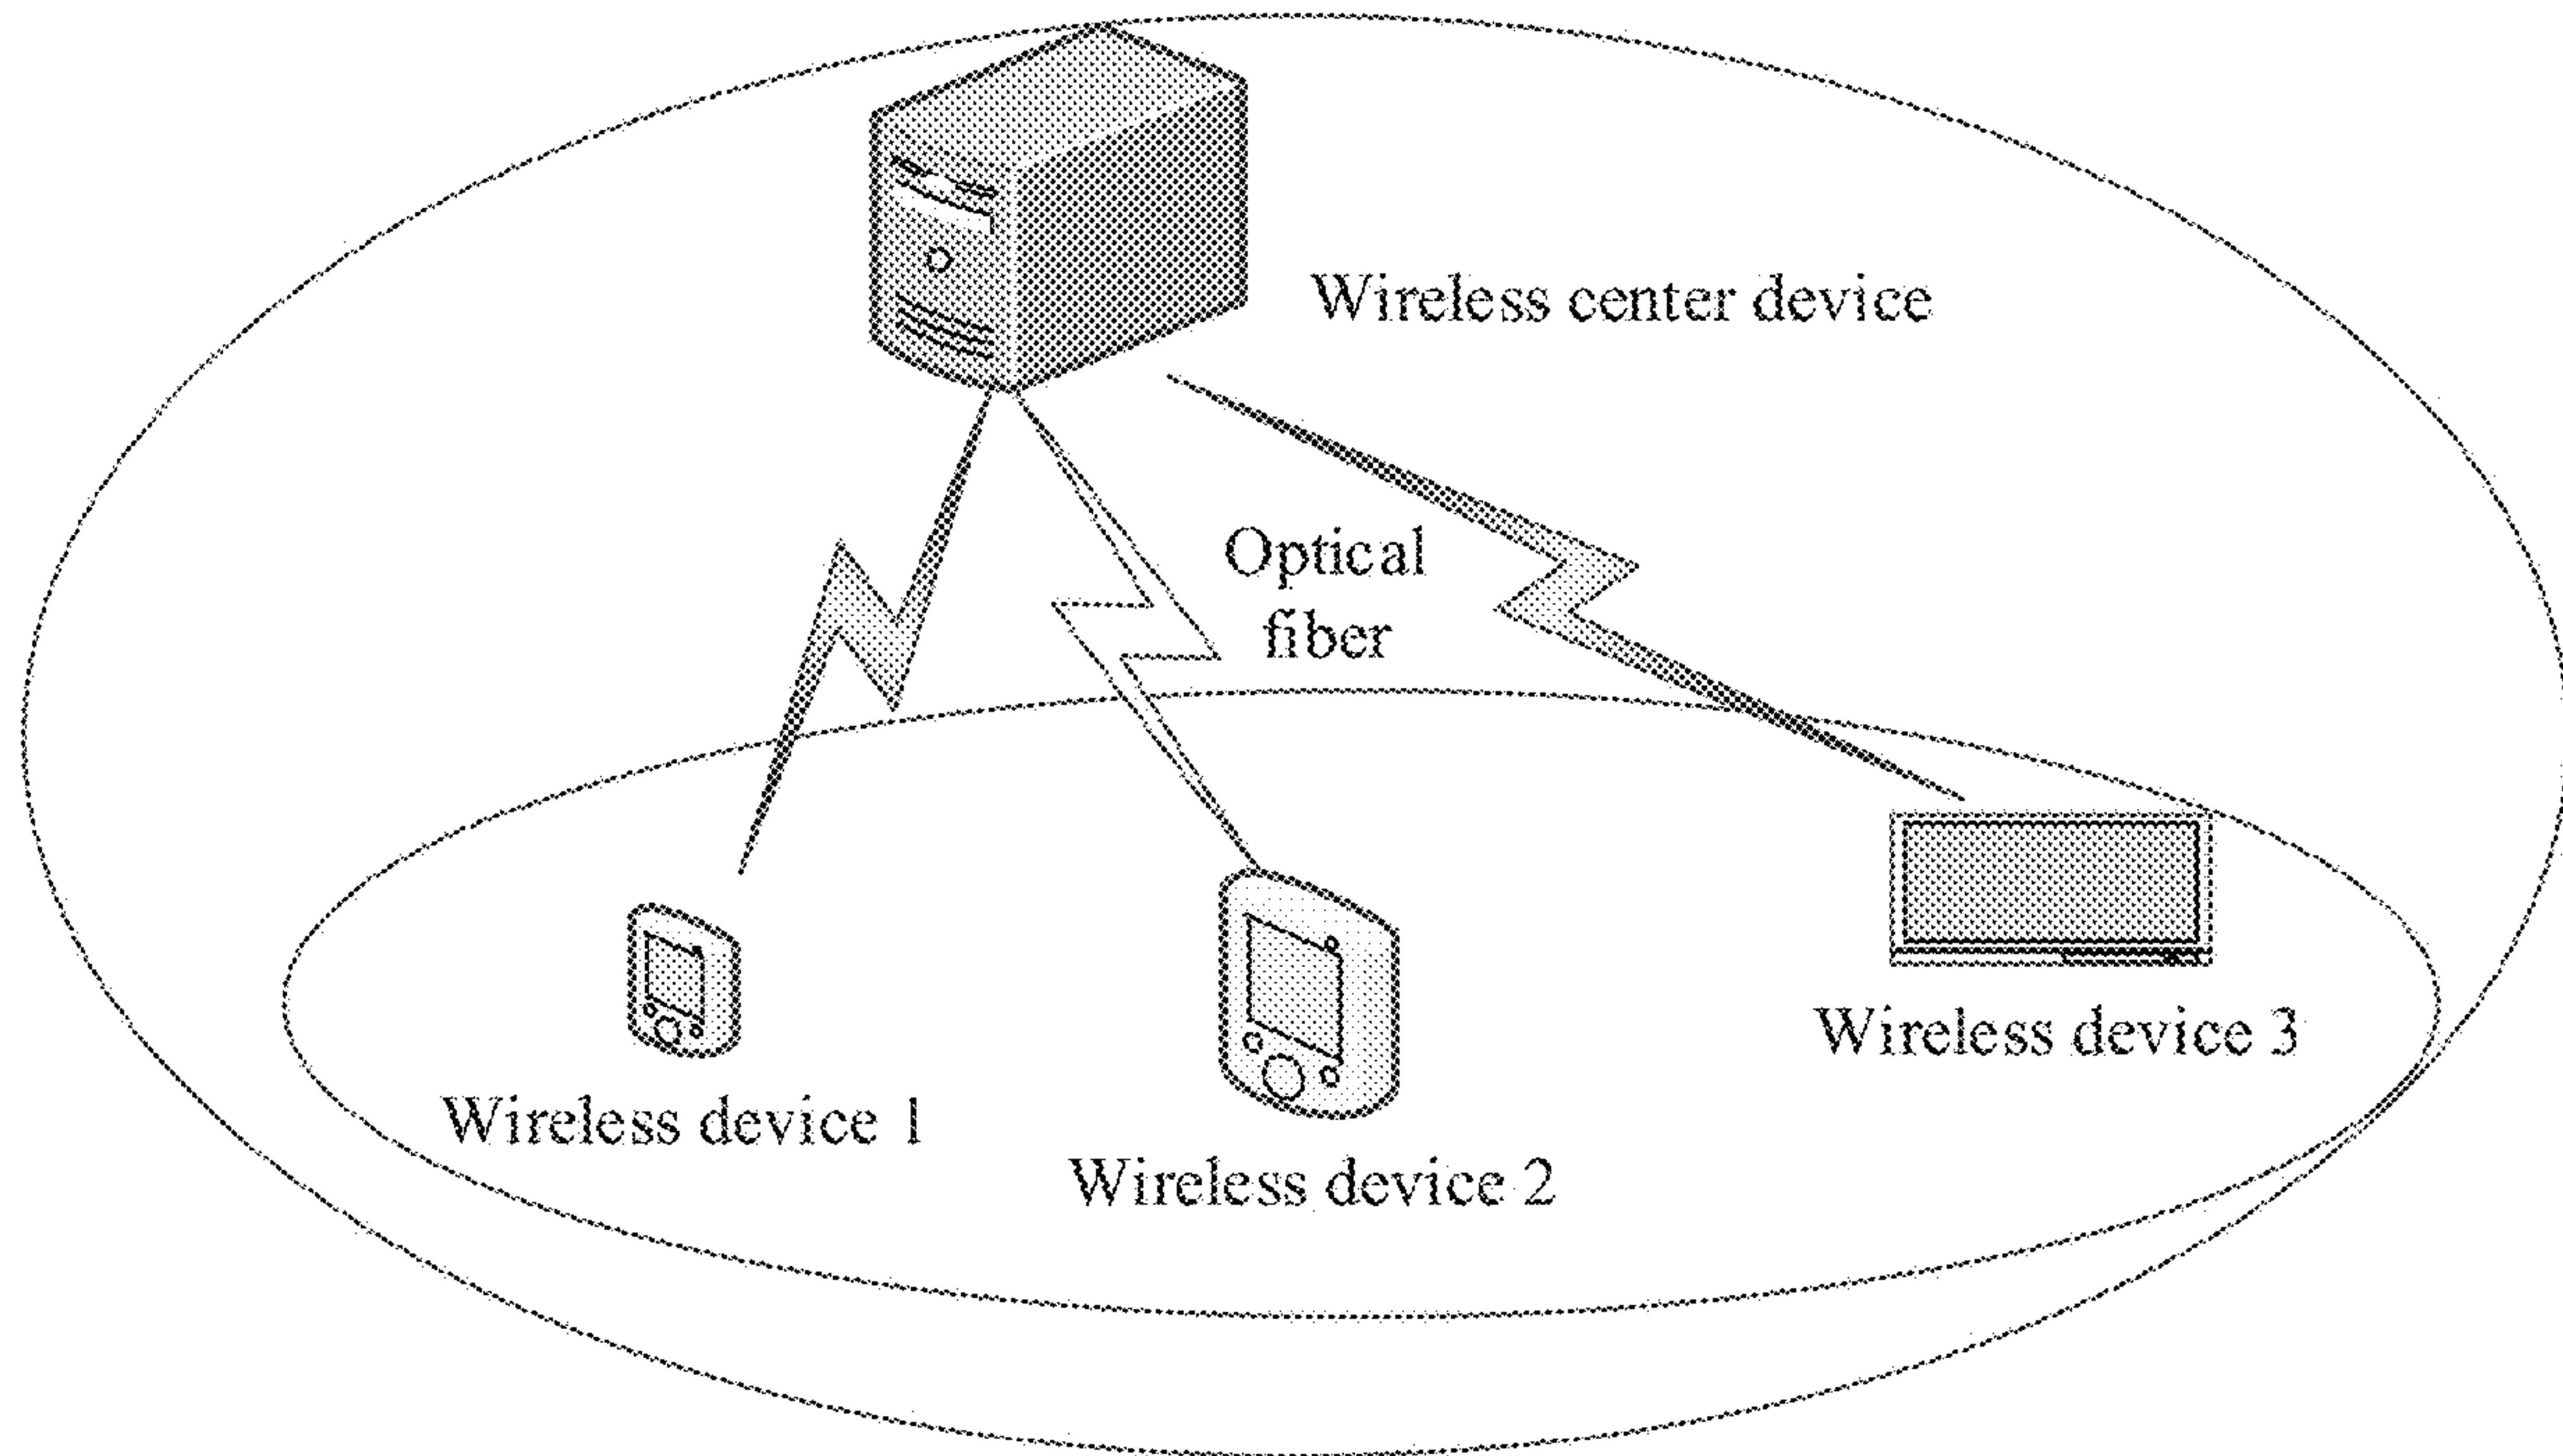 Wireless center device
Optical
fiber
Wireless device 3
Wireless device 1
Wireless device 2